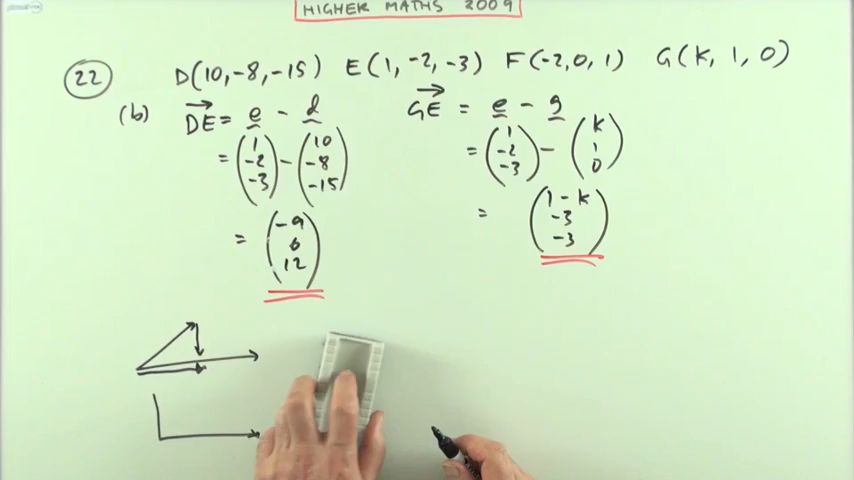 HIGHER MATHS 2009
22 D(10,-8,-15) E(1,-2,-3) F(-2,0,1) G(K, 1, 0)
(b) DE = e - d
= (1 -2 -3) - (10 -8 -15)
= (-9 6 12)
GE = e - g
= (1 -2 -3) - (K 1 0)
= (1-K -3 -3)